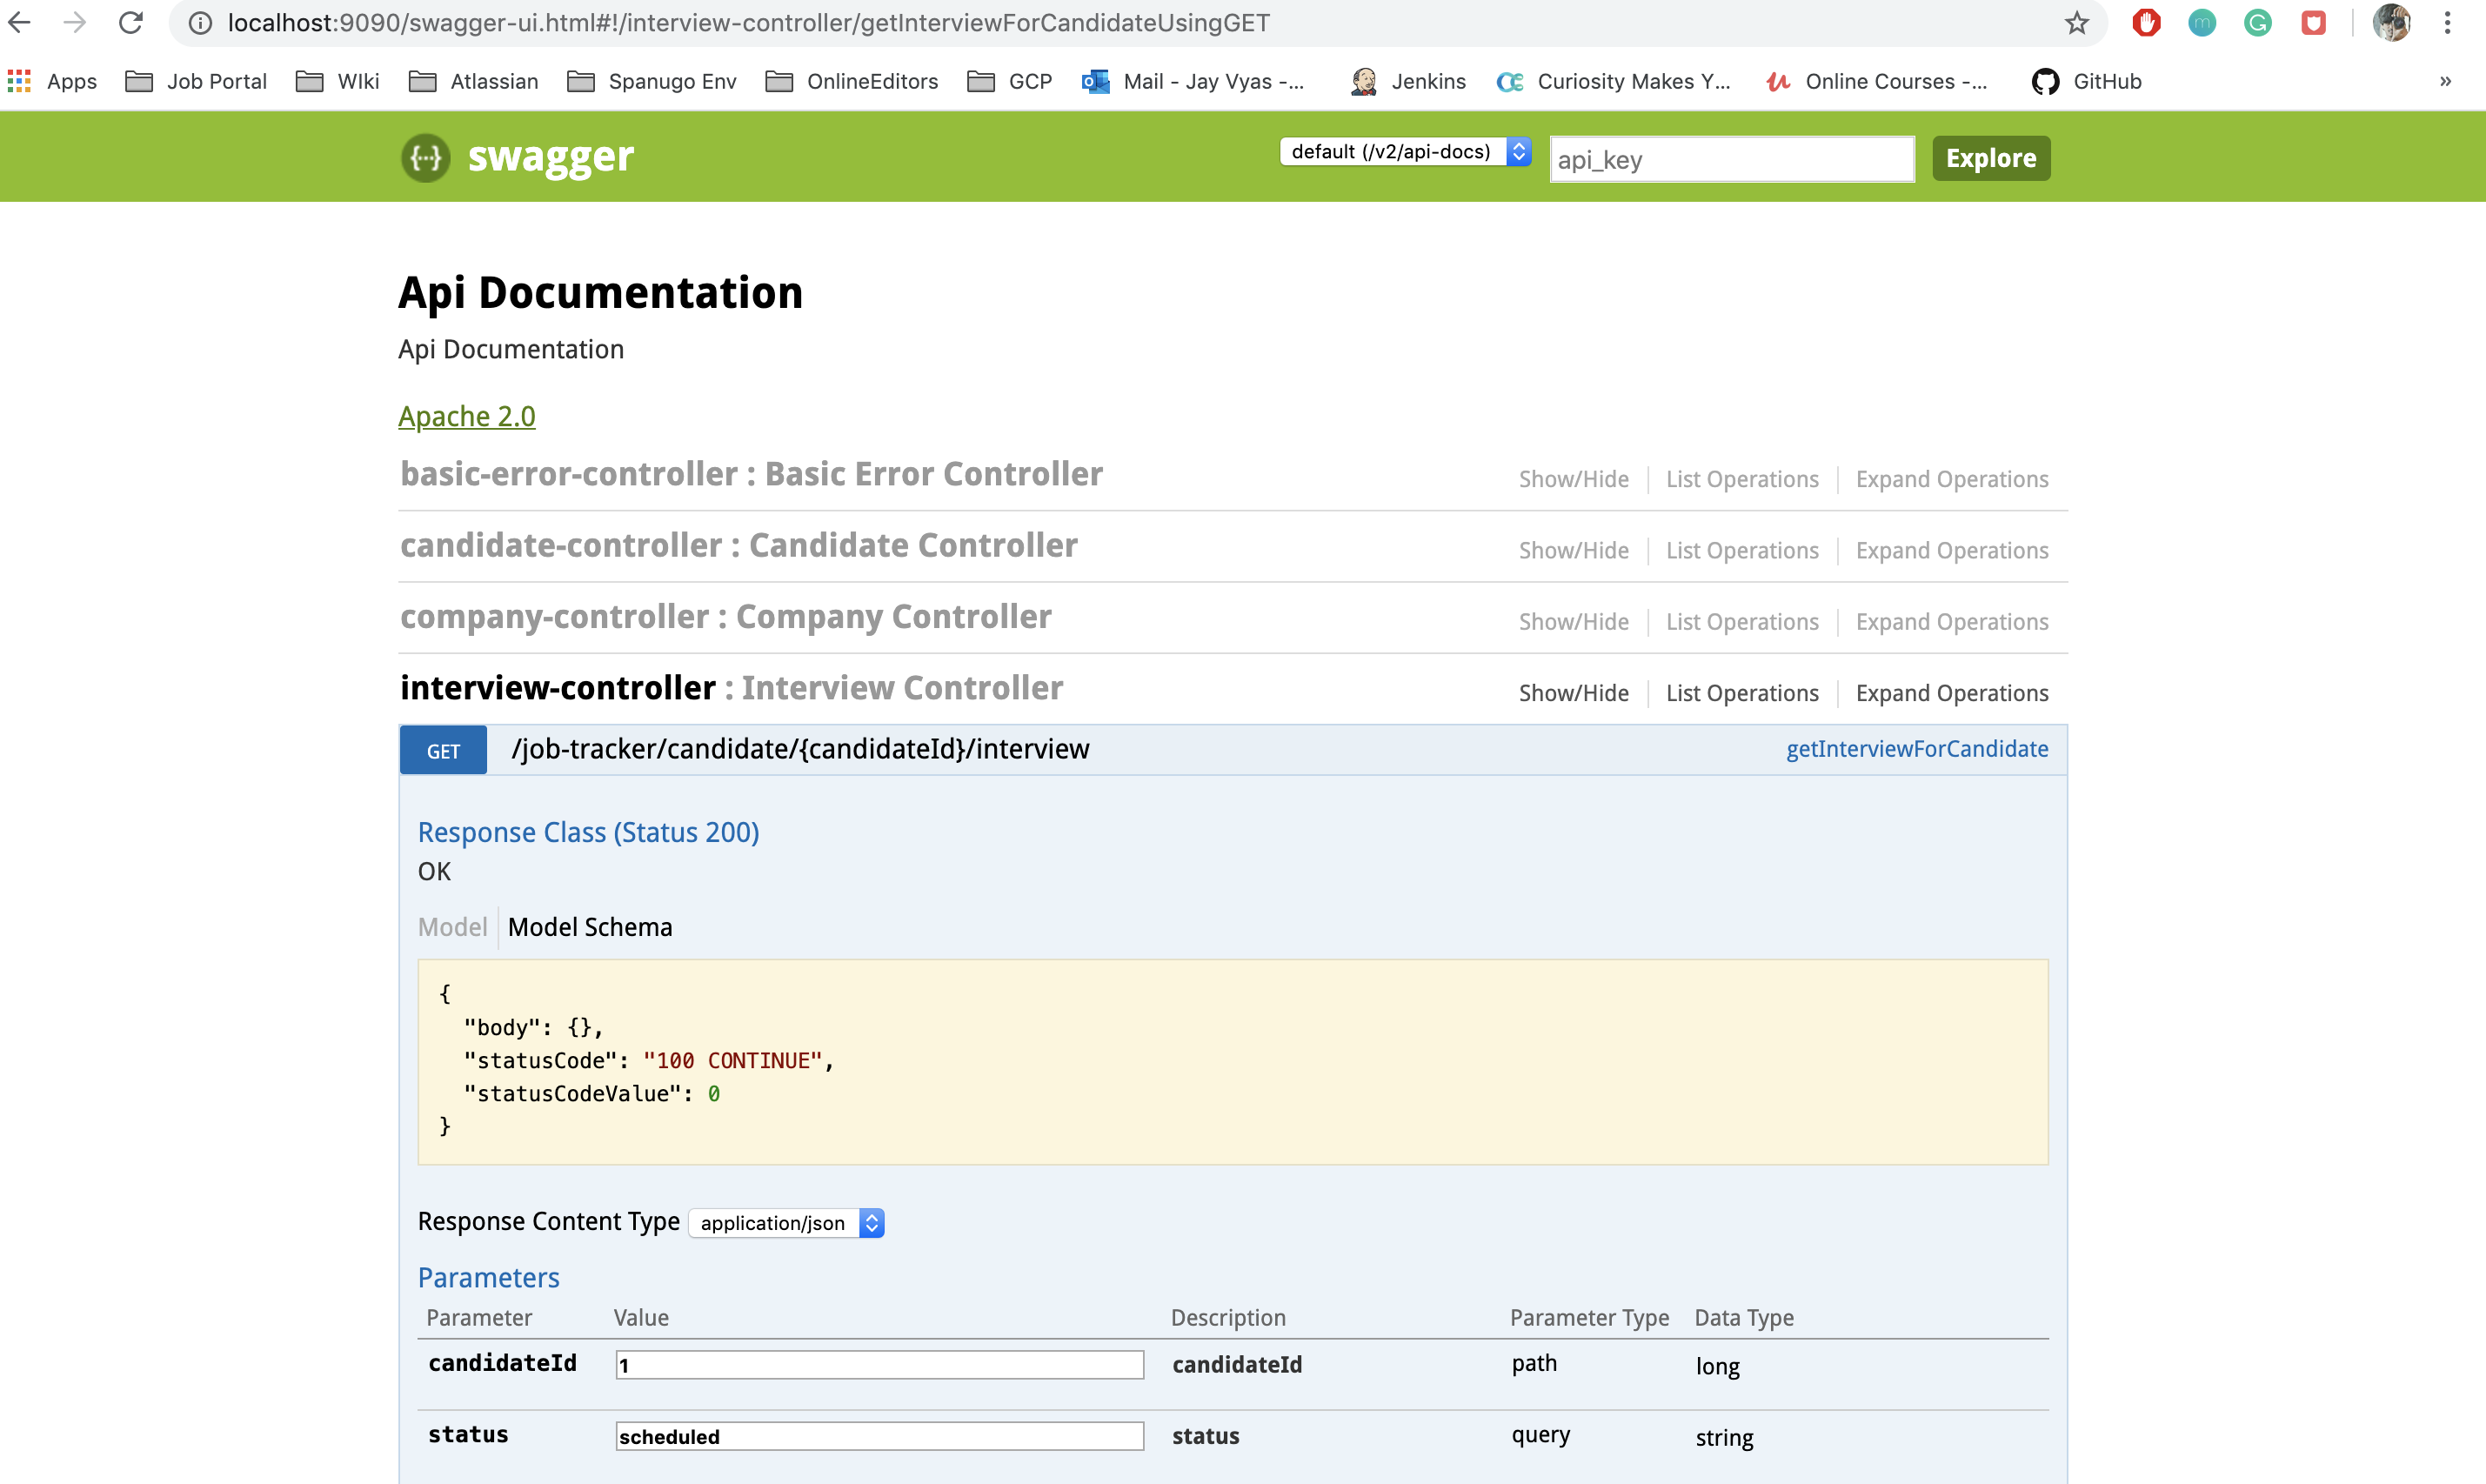 localhost:9090/swagger-ui.html#!/interview-controller/getInterviewForCandidateUsingGET
Apps Job Portal WIki Atlassian Spanugo Env OnlineEditors GCP Mail - Jay Vyas -... Jenkins Curiosity Makes Y... Online Courses -... GitHub »
{···} swagger default (/v2/api-docs) api_key Explore
Api Documentation
Api Documentation
Apache 2.0
basic-error-controller : Basic Error Controller Show/Hide List Operations Expand Operations
candidate-controller : Candidate Controller Show/Hide List Operations Expand Operations
company-controller : Company Controller Show/Hide List Operations Expand Operations
interview-controller : Interview Controller Show/Hide List Operations Expand Operations
GET /job-tracker/candidate/{candidateId}/interview getInterviewForCandidate
Response Class (Status 200)
OK
Model Model Schema
{
"body": {},
"statusCode": "100 CONTINUE",
"statusCodeValue": 0
}
Response Content Type application/json
Parameters
Parameter Value Description Parameter Type Data Type
candidateId 1 candidateId path long
status scheduled status query string